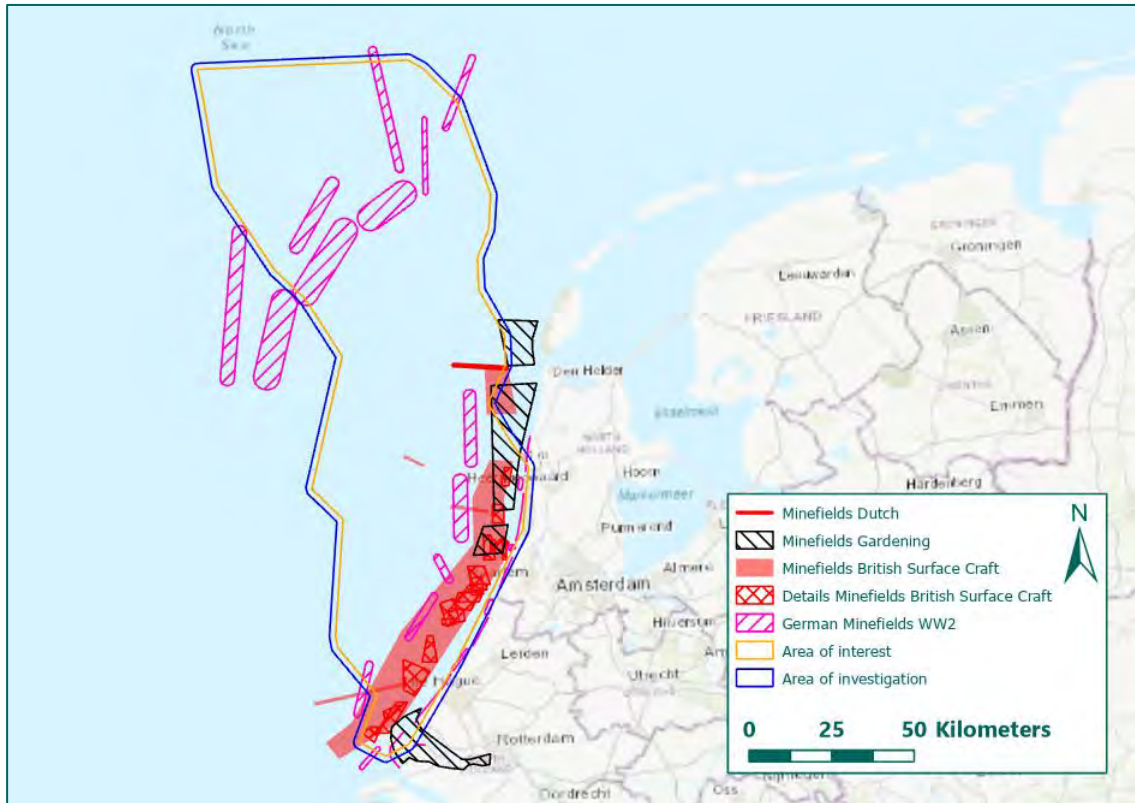 North
Sea
GRONINGEN
Groningen
Leeuwarden
FRIESLAND
Assen
Den Helder
Emmen
Hoorn
Hardenberg
Markermeer
Purmerend
Almere
Amsterdam
Hilversum
Leiden
Utrecht
Rotterdam
Dordrecht
Oss
Minefields Dutch
Minefields Gardening
Minefields British Surface Craft
Details Minefields British Surface Craft
German Minefields WW2
Area of interest
Area of investigation
N
0 25 50 Kilometers